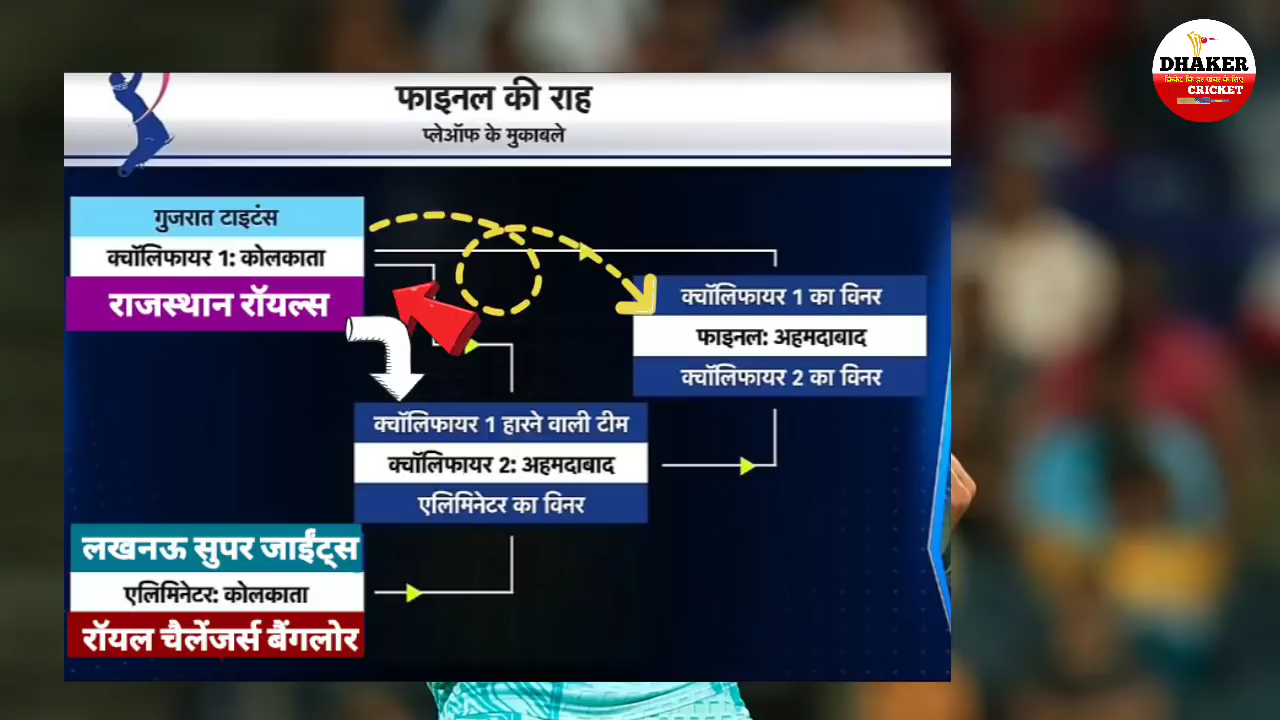 फाइनल की राह
प्लेऑफ के मुकाबले
DHAKER
CRICKET
गुजरात टाइटंस
क्वॉलिफायर 1: कोलकाता
राजस्थान रॉयल्स
क्वॉलिफायर 1 का विनर
फाइनल: अहमदाबाद
क्वॉलिफायर 2 का विनर
क्वॉलिफायर 1 हारने वाली टीम
क्वॉलिफायर 2: अहमदाबाद
एलिमिनेटर का विनर
लखनऊ सुपर जाईंट्स
एलिमिनेटर: कोलकाता
रॉयल चैलेंजर्स बैंगलोर